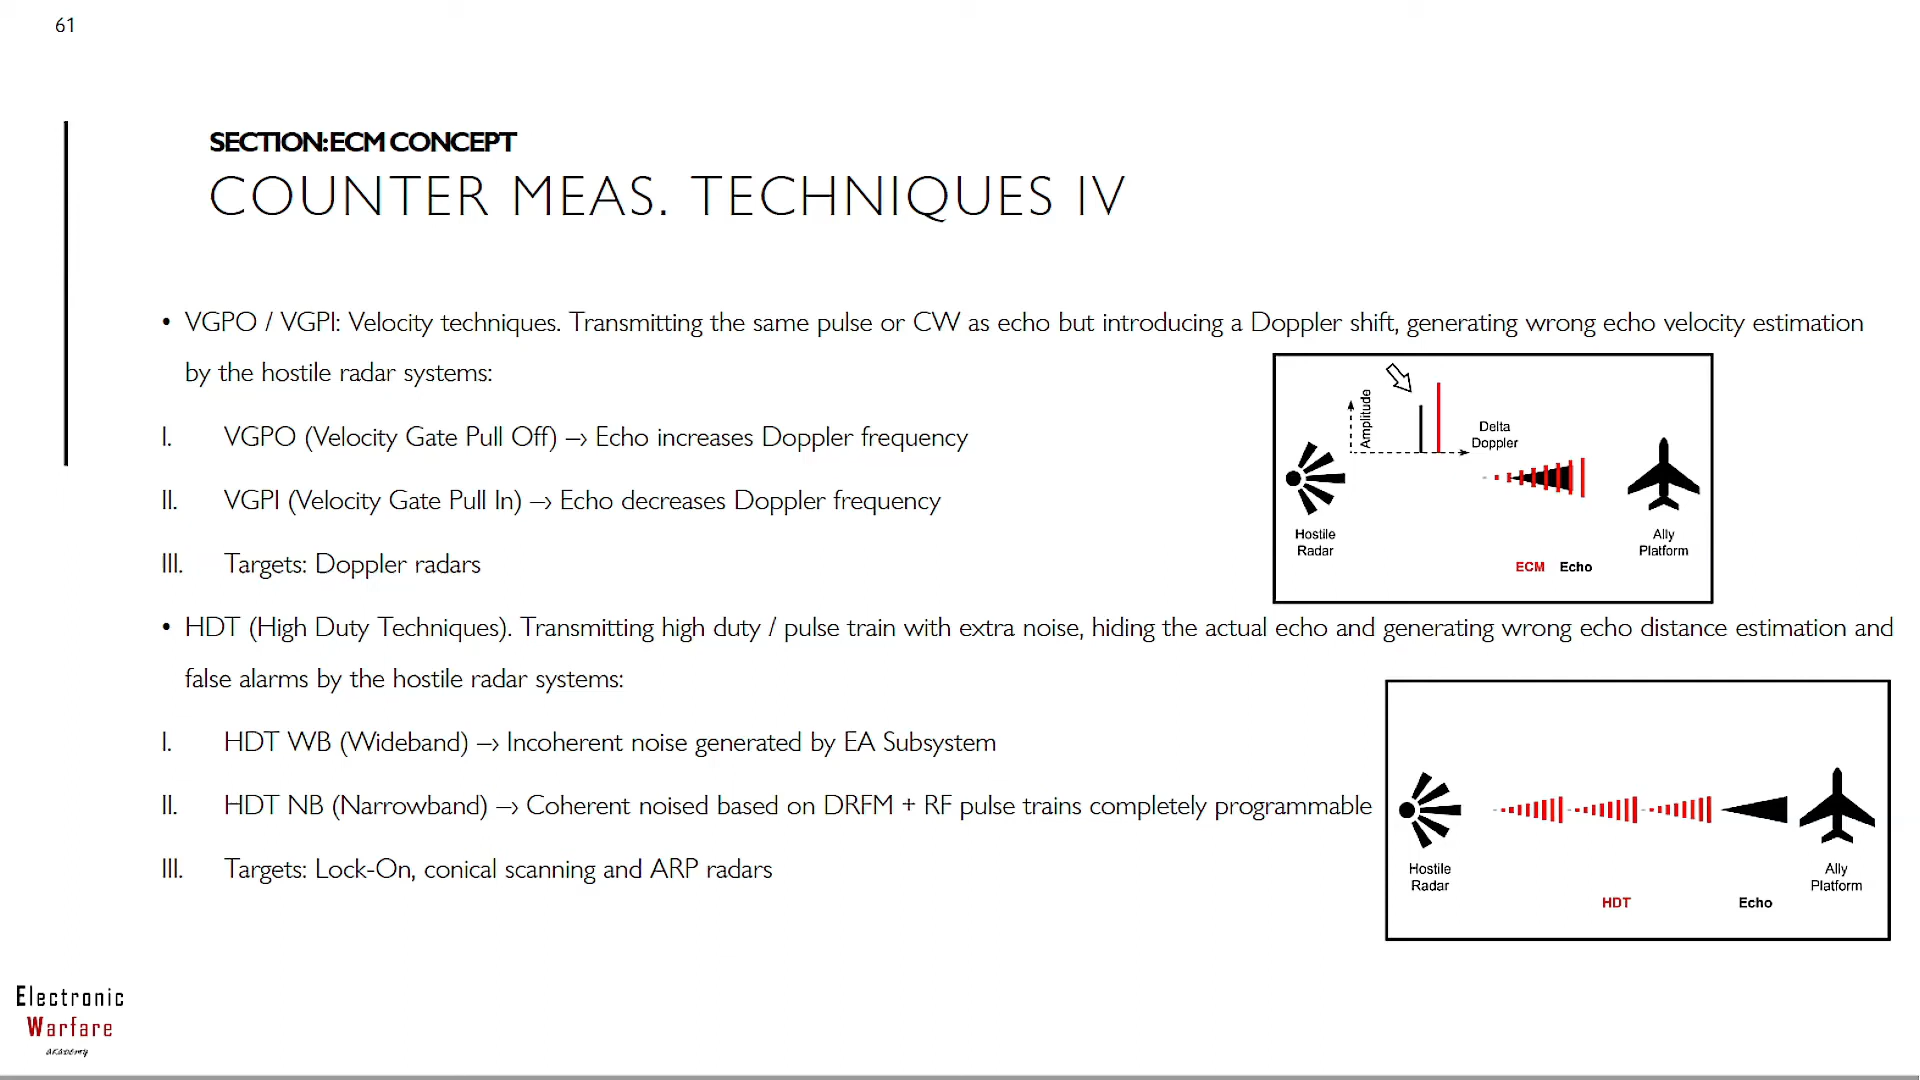 61
SECTION:ECM CONCEPT
COUNTER MEAS. TECHNIQUES IV
• VGPO / VGPI: Velocity techniques. Transmitting the same pulse or CW as echo but introducing a Doppler shift, generating wrong echo velocity estimation
by the hostile radar systems:
I. VGPO (Velocity Gate Pull Off) –> Echo increases Doppler frequency
II. VGPI (Velocity Gate Pull In) –> Echo decreases Doppler frequency
III. Targets: Doppler radars
Amplitude
Delta
Doppler
Hostile
Radar
Ally
Platform
ECM Echo
• HDT (High Duty Techniques). Transmitting high duty / pulse train with extra noise, hiding the actual echo and generating wrong echo distance estimation and
false alarms by the hostile radar systems:
I. HDT WB (Wideband) –> Incoherent noise generated by EA Subsystem
II. HDT NB (Narrowband) –> Coherent noised based on DRFM + RF pulse trains completely programmable
III. Targets: Lock-On, conical scanning and ARP radars
Hostile
Radar
Ally
Platform
HDT Echo
Electronic
Warfare
academy